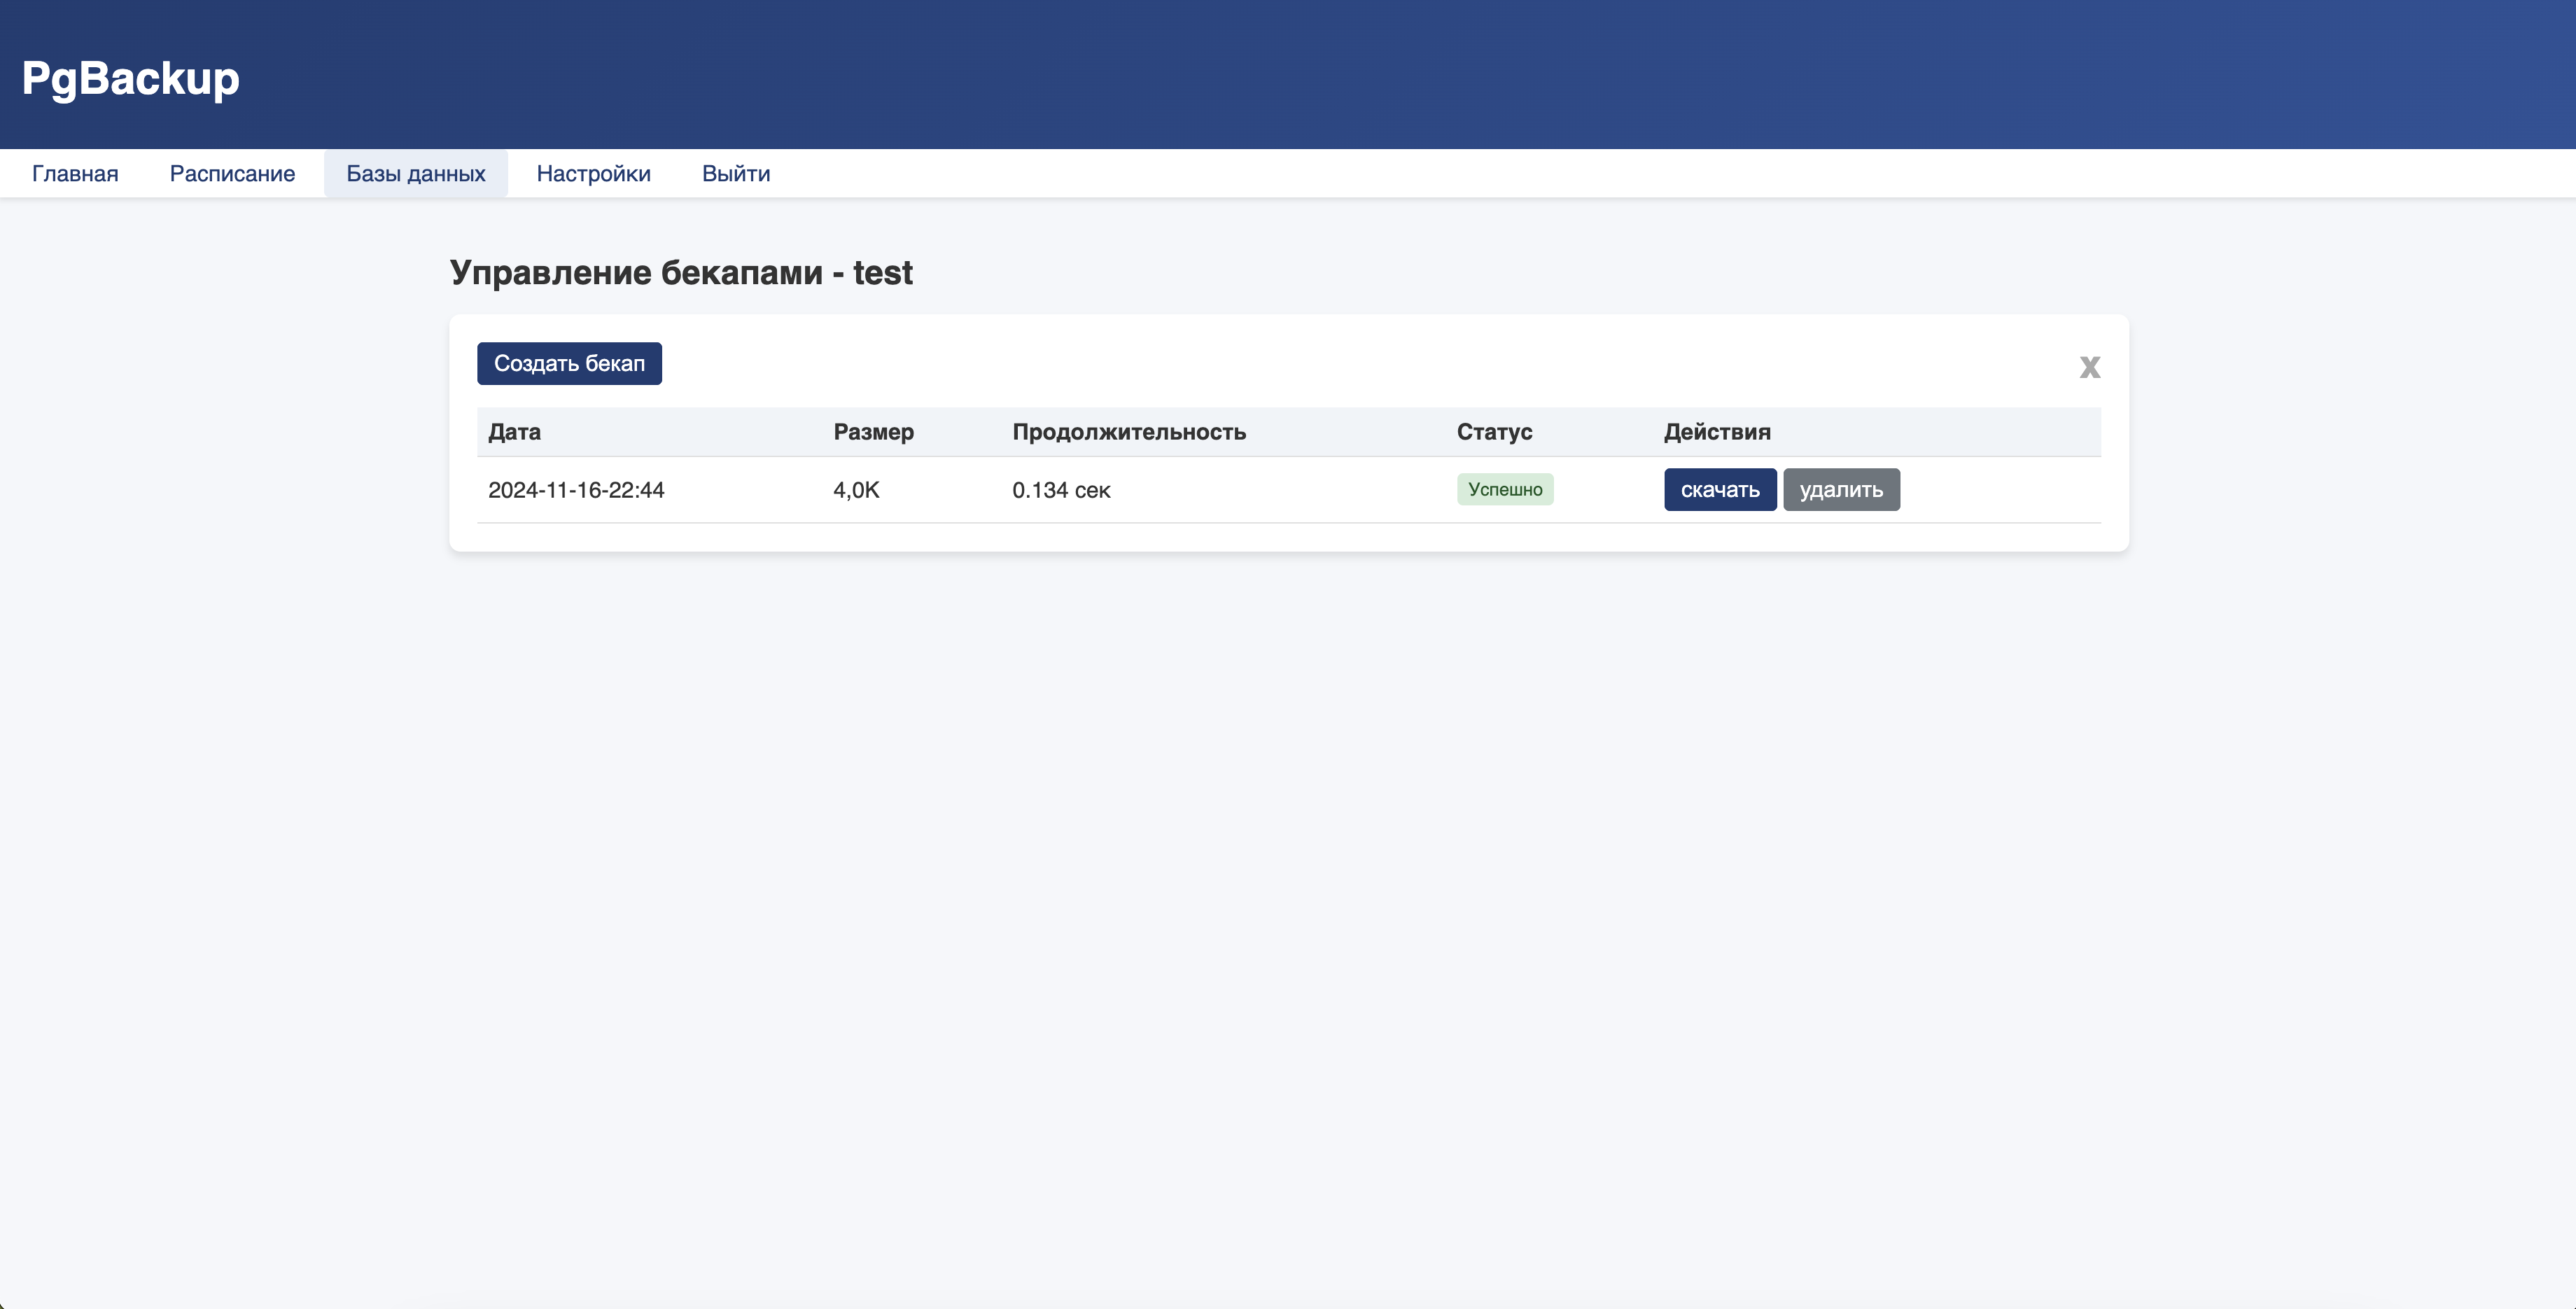 PgBackup
Главная Расписание Базы данных Настройки Выйти
Управление бекапами - test
Создать бекап x
Дата Размер Продолжительность Статус Действия
2024-11-16-22:44 4,0K 0.134 сек Успешно скачать удалить